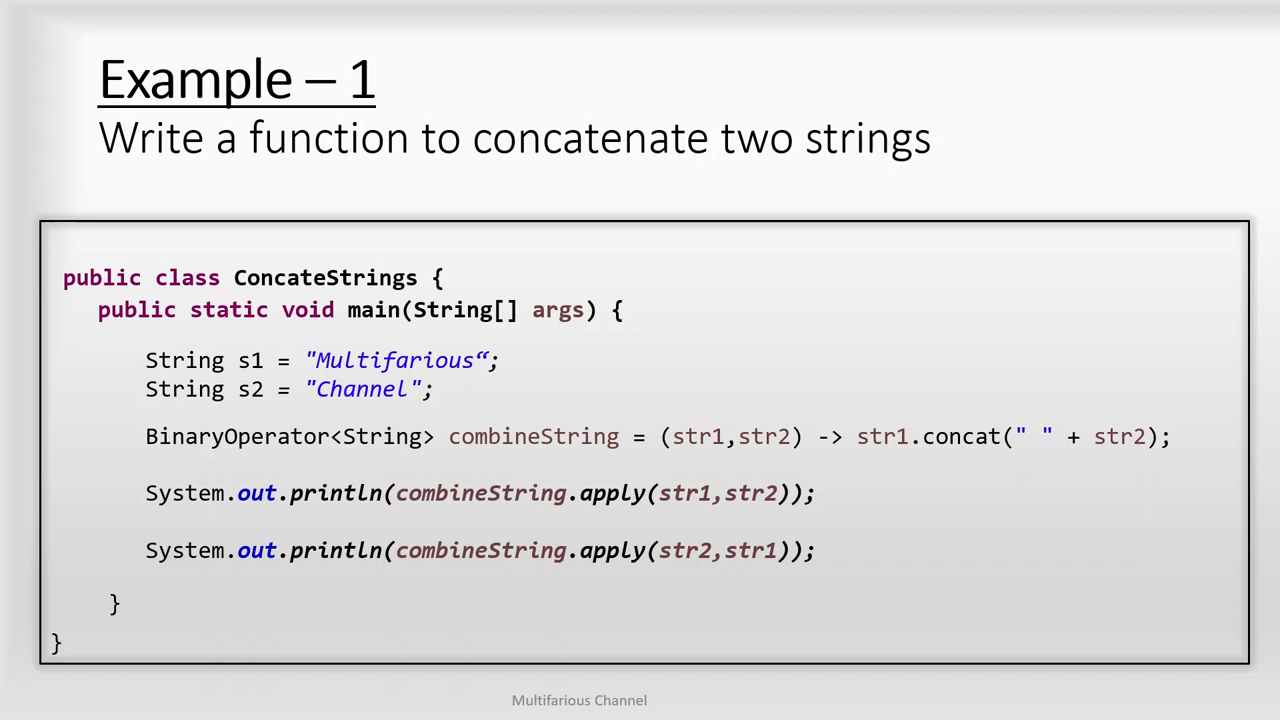 Example – 1
Write a function to concatenate two strings
public class ConcateStrings {
public static void main(String[] args) {
String s1 = "Multifarious“;
String s2 = "Channel";
BinaryOperator<String> combineString = (str1,str2) -> str1.concat(" " + str2);
System.out.println(combineString.apply(str1,str2));
System.out.println(combineString.apply(str2,str1));
}
}
Multifarious Channel